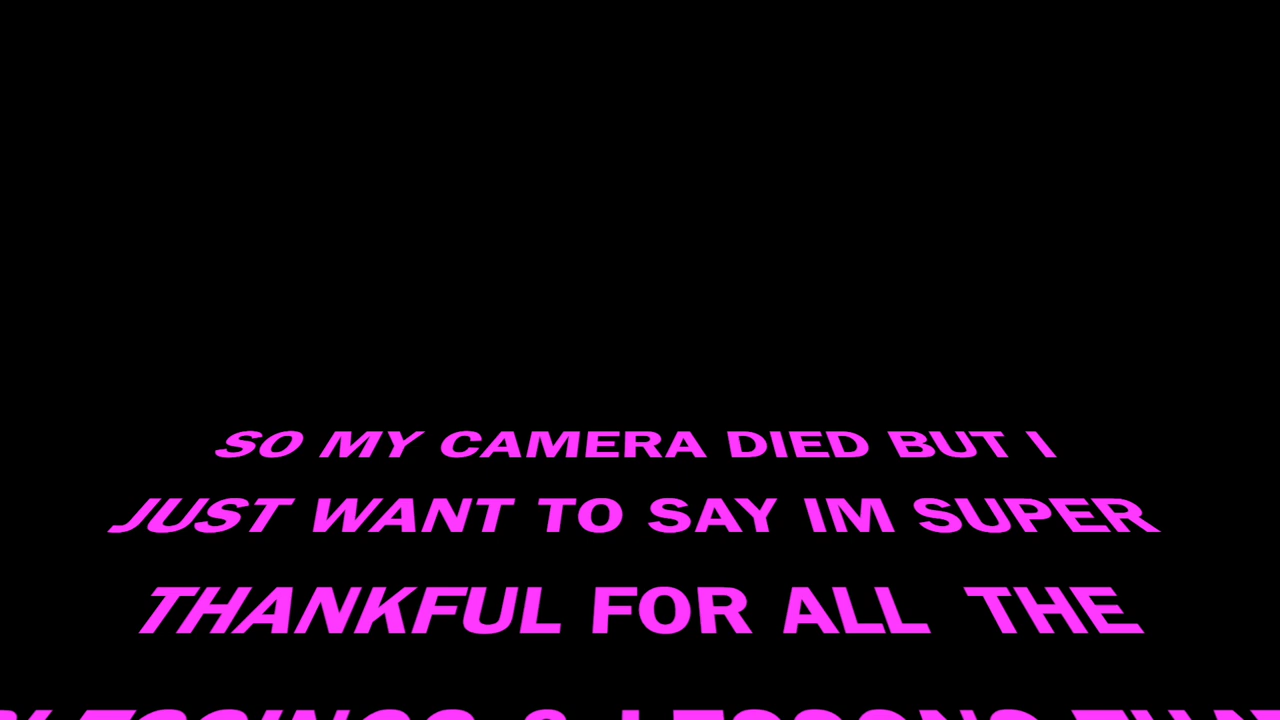 SO MY CAMERA DIED BUT I
JUST WANT TO SAY IM SUPER
THANKFUL FOR ALL THE